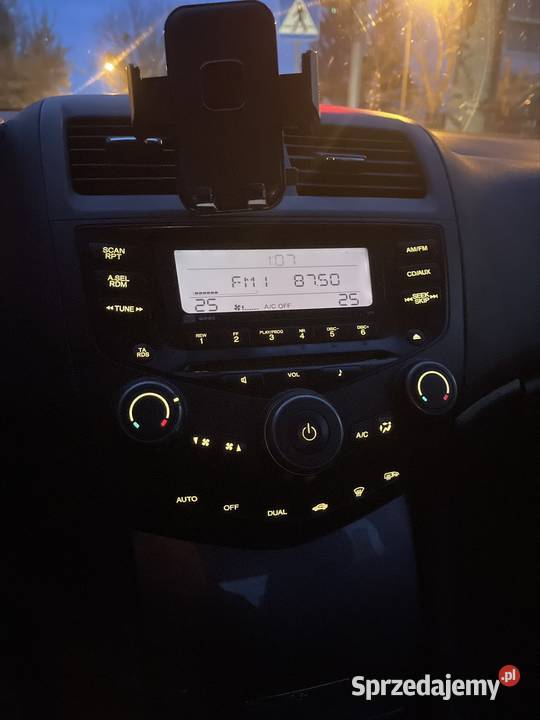 1:07
FM1 87.50
25 A/C OFF 25
SCAN
RPT
A.SEL
RDM
TUNE
TA
RDS
AM/FM
CD/AUX
SEEK
SKIP
REW FF PLAY/PROG NR DISC- DISC+
1 2 3 4 5 6
VOL
A/C
AUTO OFF DUAL
Sprzedajemy.pl